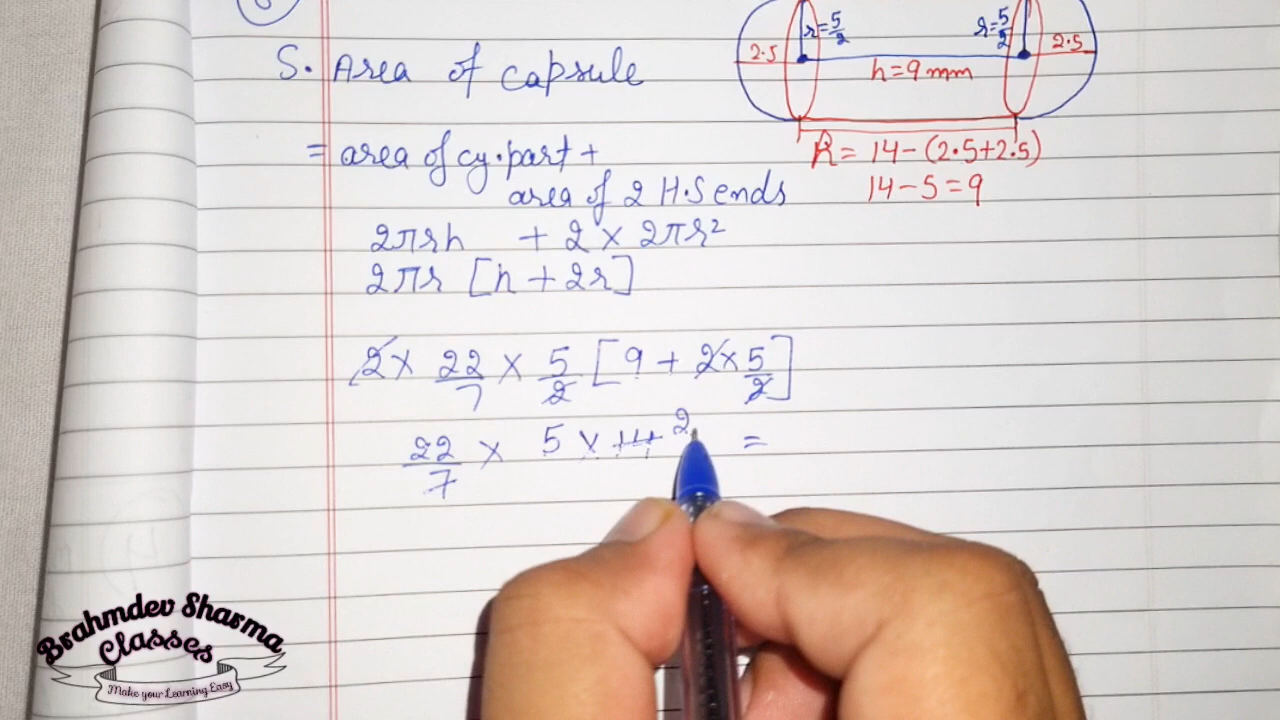 r=5/2
r=5/2
2.5
2.5
h=9 mm
S. Area of capsule
h = 14-(2.5+2.5)
14-5=9
= area of cy.part +
area of 2 H.S ends
2πrh + 2 × 2πr²
2πr [h + 2r]
2× 22/7 × 5/2 [9 + 2×5/2]
22/7 × 5 × 14 2 =
Brahmdev Sharma
Classes
Make your Learning Easy